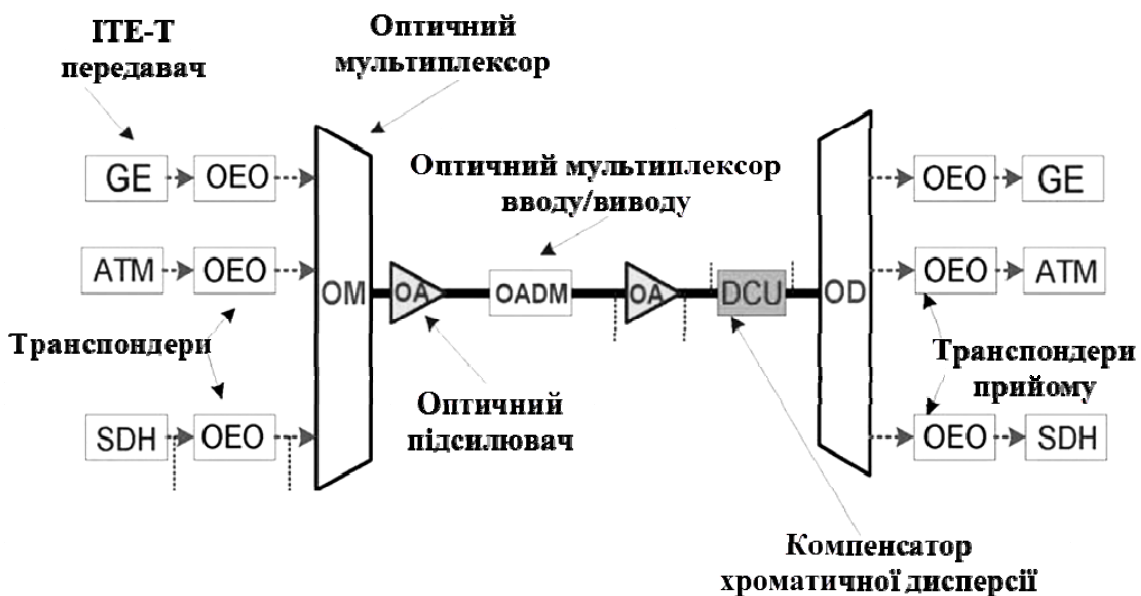 ITE-T
передавач
Оптичний
мультиплексор
Оптичний мультиплексор
вводу/виводу
GE
OEO
OEO
GE
ATM
OEO
OEO
ATM
OM
OA
OADM
OA
DCU
OD
Транспондери
Транспондери
прийому
Оптичний
підсилювач
SDH
OEO
OEO
SDH
Компенсатор
хроматичної дисперсії